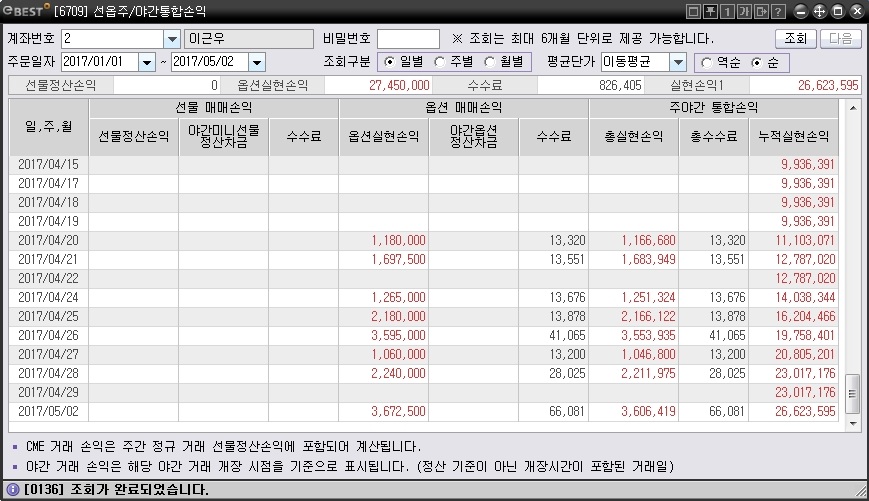 eBEST [6709] 선옵주/야간통합손익
계좌번호 2 이근우 비밀번호 ※ 조회는 최대 6개월 단위로 제공 가능합니다. 조회 다음
주문일자 2017/01/01 ~ 2017/05/02 조회구분 일별 주별 월별 평균단가 이동평균 역순 순
선물정산손익 0 옵션실현손익 27,450,000 수수료 826,405 실현손익1 26,623,595
일,주,월 선물 매매손익 옵션 매매손익 주야간 통합손익
선물정산손익 야간미니선물 정산차금 수수료 옵션실현손익 야간옵션 정산차금 수수료 총실현손익 총수수료 누적실현손익
2017/04/15 9,936,391
2017/04/17 9,936,391
2017/04/18 9,936,391
2017/04/19 9,936,391
2017/04/20 1,180,000 13,320 1,166,680 13,320 11,103,071
2017/04/21 1,697,500 13,551 1,683,949 13,551 12,787,020
2017/04/22 12,787,020
2017/04/24 1,265,000 13,676 1,251,324 13,676 14,038,344
2017/04/25 2,180,000 13,878 2,166,122 13,878 16,204,466
2017/04/26 3,595,000 41,065 3,553,935 41,065 19,758,401
2017/04/27 1,060,000 13,200 1,046,800 13,200 20,805,201
2017/04/28 2,240,000 28,025 2,211,975 28,025 23,017,176
2017/04/29 23,017,176
2017/05/02 3,672,500 66,081 3,606,419 66,081 26,623,595
CME 거래 손익은 주간 정규 거래 선물정산손익에 포함되어 계산됩니다.
야간 거래 손익은 해당 야간 거래 개장 시점을 기준으로 표시됩니다. (정산 기준이 아닌 개장시간이 포함된 거래일)
[0136] 조회가 완료되었습니다.